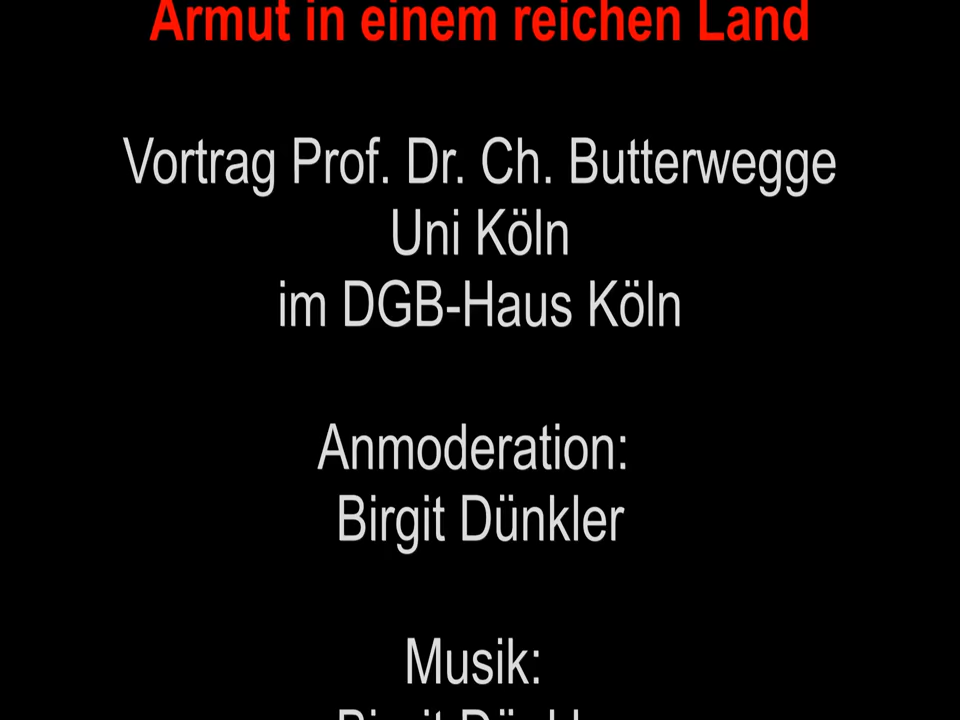 Armut in einem reichen Land
Vortrag Prof. Dr. Ch. Butterwegge
Uni Köln
im DGB-Haus Köln
Anmoderation:
Birgit Dünkler
Musik: